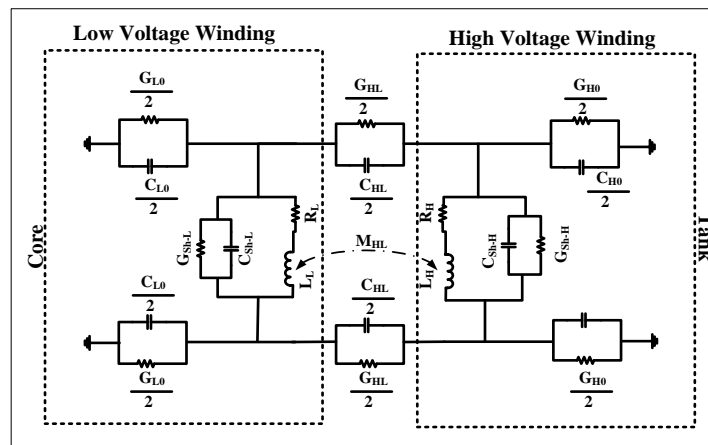 Low Voltage Winding
High Voltage Winding
G_L0
2
G_HL
2
G_H0
2
C_L0
2
C_HL
2
C_H0
2
Core
G_Sh-L
C_Sh-L
R_L
L_L
M_HL
R_H
L_H
C_Sh-H
G_Sh-H
Tank
C_L0
2
C_HL
2
G_L0
2
G_HL
2
G_H0
2